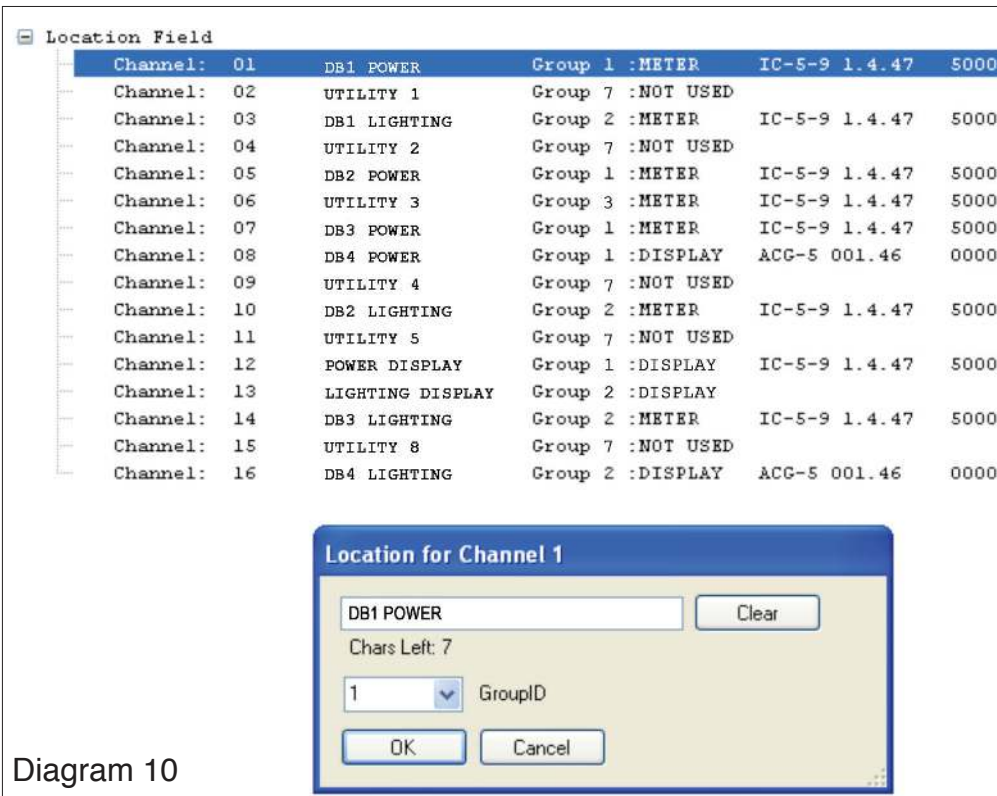 Location Field
Channel: 01 DB1 POWER Group 1 :METER IC-5-9 1.4.47 5000
Channel: 02 UTILITY 1 Group 7 :NOT USED
Channel: 03 DB1 LIGHTING Group 2 :METER IC-5-9 1.4.47 5000
Channel: 04 UTILITY 2 Group 7 :NOT USED
Channel: 05 DB2 POWER Group 1 :METER IC-5-9 1.4.47 5000
Channel: 06 UTILITY 3 Group 3 :METER IC-5-9 1.4.47 5000
Channel: 07 DB3 POWER Group 1 :METER IC-5-9 1.4.47 5000
Channel: 08 DB4 POWER Group 1 :DISPLAY ACG-5 001.46 0000
Channel: 09 UTILITY 4 Group 7 :NOT USED
Channel: 10 DB2 LIGHTING Group 2 :METER IC-5-9 1.4.47 5000
Channel: 11 UTILITY 5 Group 7 :NOT USED
Channel: 12 POWER DISPLAY Group 1 :DISPLAY IC-5-9 1.4.47 5000
Channel: 13 LIGHTING DISPLAY Group 2 :DISPLAY
Channel: 14 DB3 LIGHTING Group 2 :METER IC-5-9 1.4.47 5000
Channel: 15 UTILITY 8 Group 7 :NOT USED
Channel: 16 DB4 LIGHTING Group 2 :DISPLAY ACG-5 001.46 0000
Location for Channel 1
DB1 POWER Clear
Chars Left: 7
1 GroupID
OK Cancel
Diagram 10